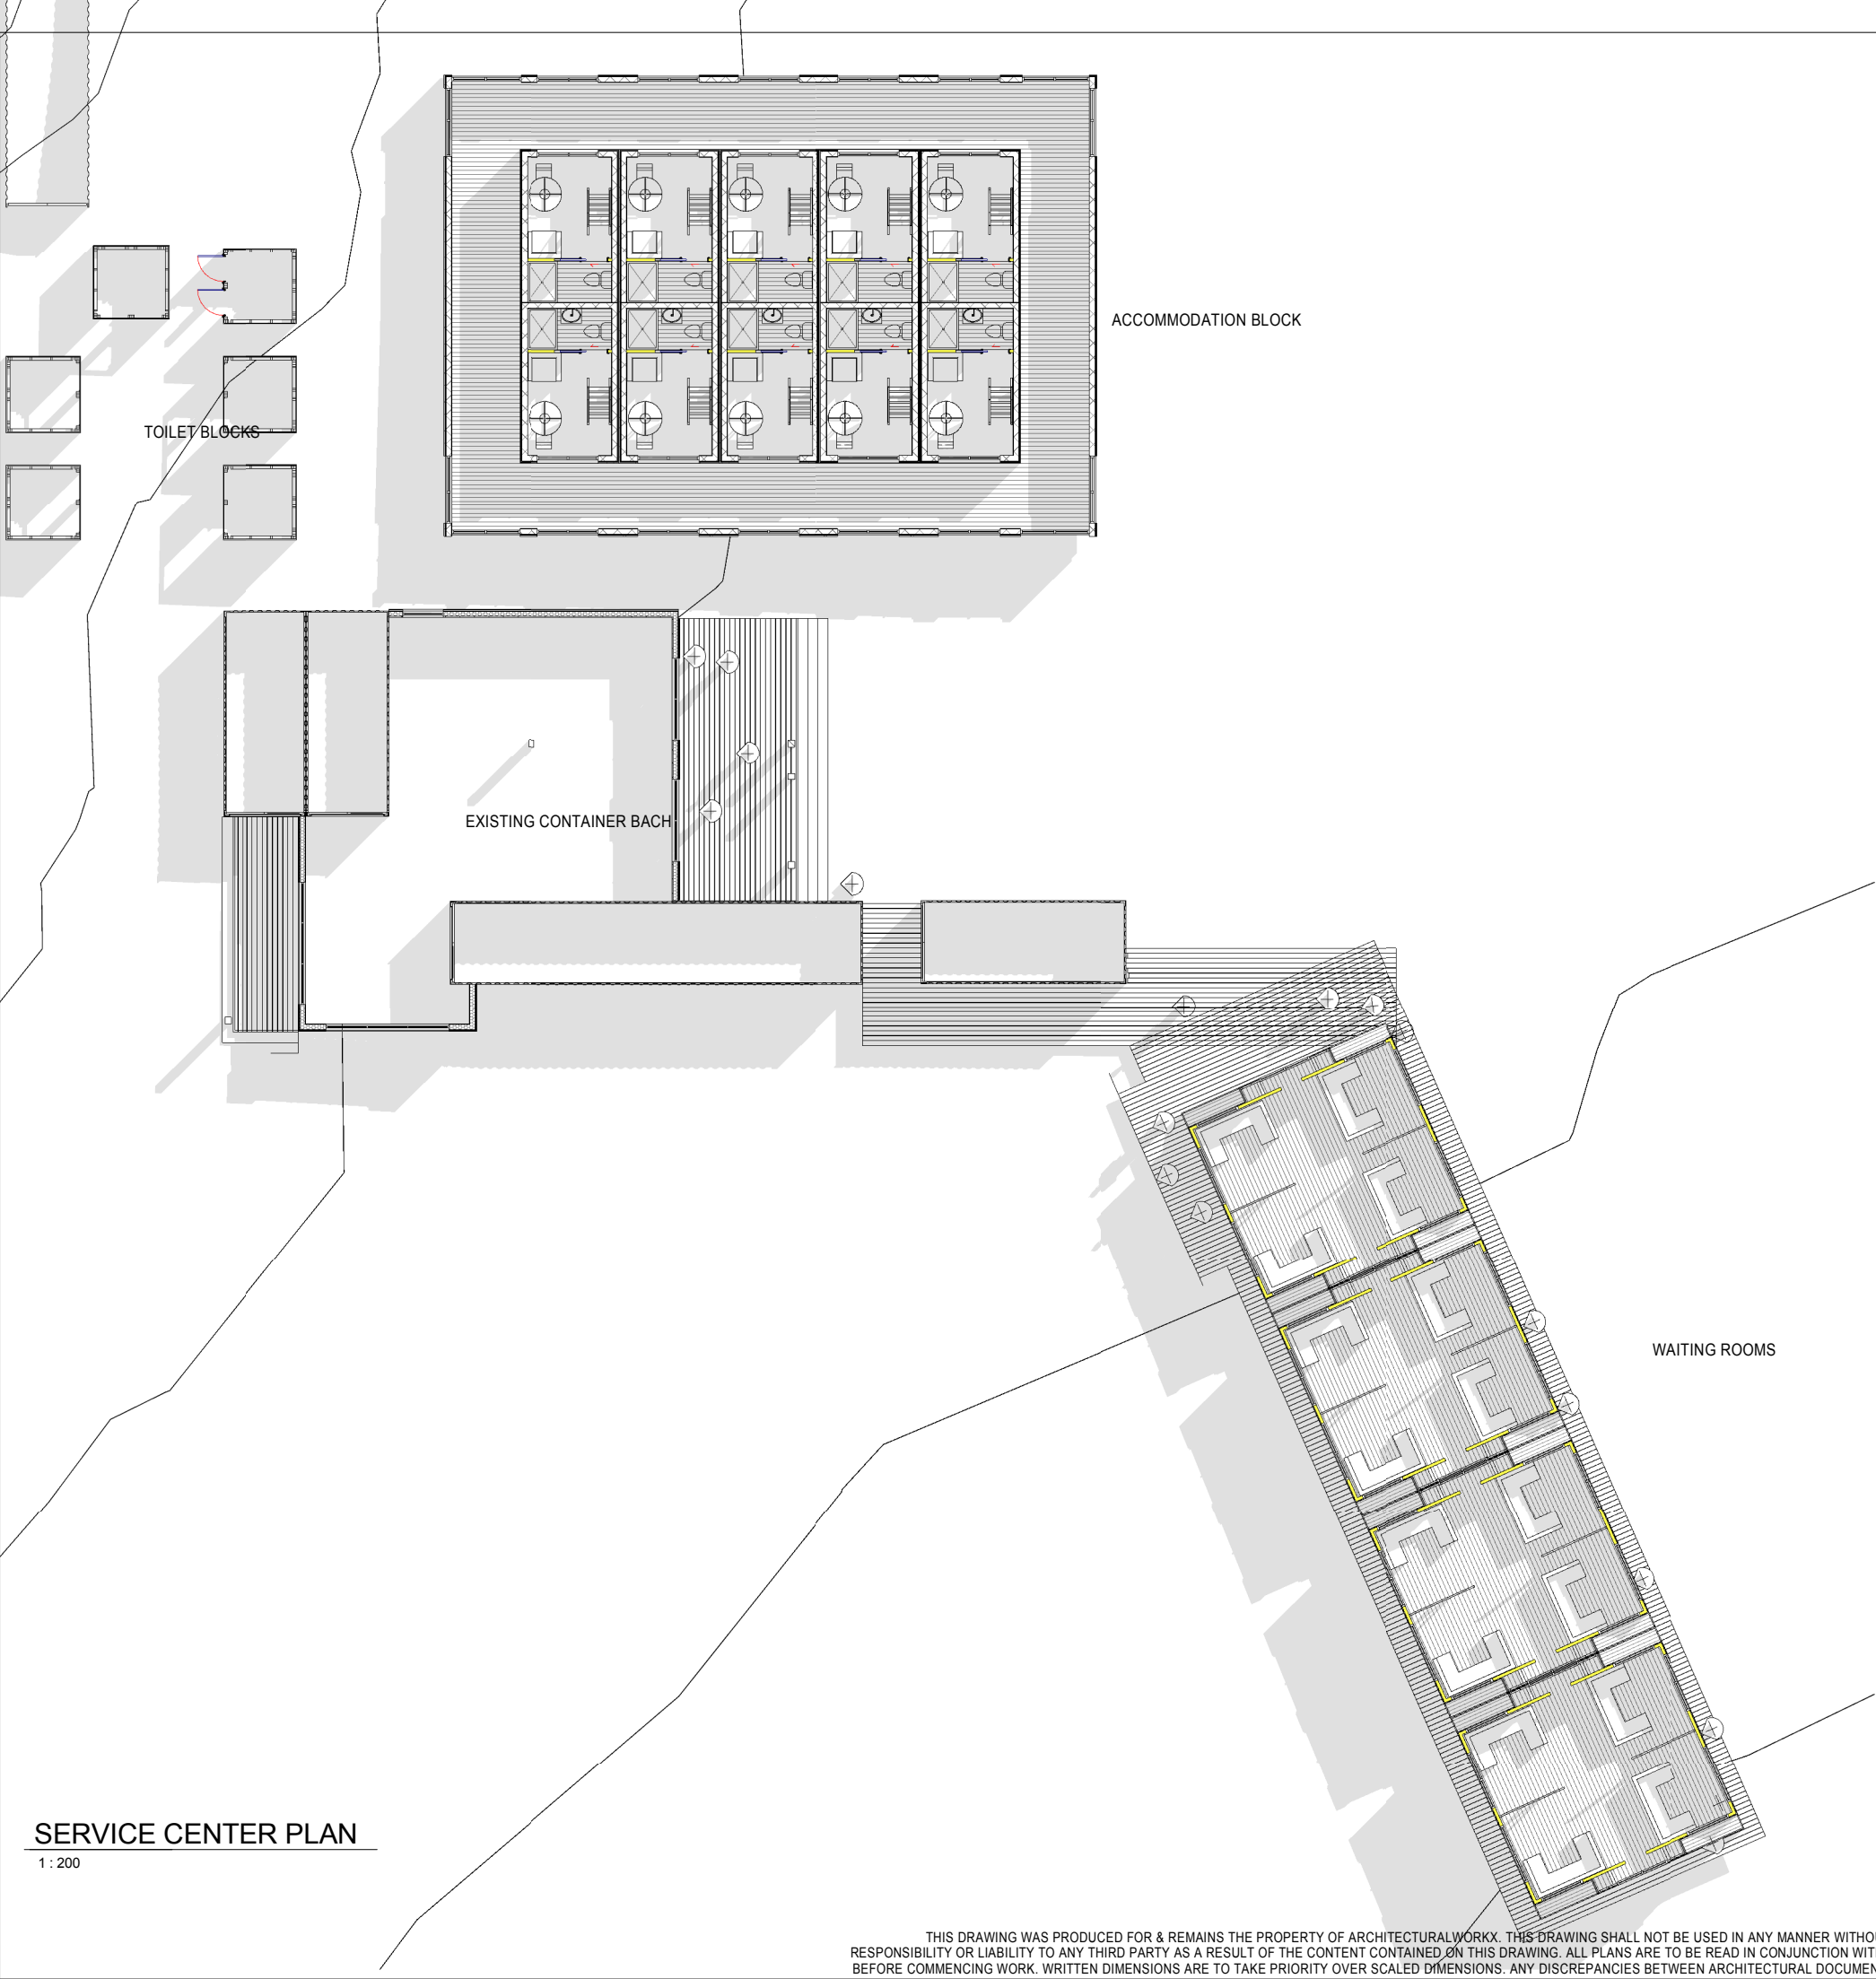 ACCOMMODATION BLOCK
TOILET BLOCKS
EXISTING CONTAINER BACH
WAITING ROOMS
SERVICE CENTER PLAN
1 : 200
THIS DRAWING WAS PRODUCED FOR & REMAINS THE PROPERTY OF ARCHITECTURALWORKX. THIS DRAWING SHALL NOT BE USED IN ANY MANNER
RESPONSIBILITY OR LIABILITY TO ANY THIRD PARTY AS A RESULT OF THE CONTENT CONTAINED ON THIS DRAWING. ALL PLANS ARE TO BE READ IN CONJUNCTION
BEFORE COMMENCING WORK. WRITTEN DIMENSIONS ARE TO TAKE PRIORITY OVER SCALED DIMENSIONS. ANY DISCREPANCIES BETWEEN ARCHITECTURAL